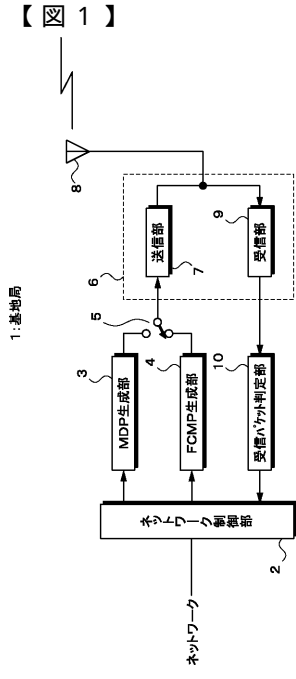 【図1】
1:基地局
ネットワーク
ネットワーク制御部
2
MDP生成部
3
FCMP生成部
4
5
6
送信部
7
8
受信部
9
受信パケット判定部
10